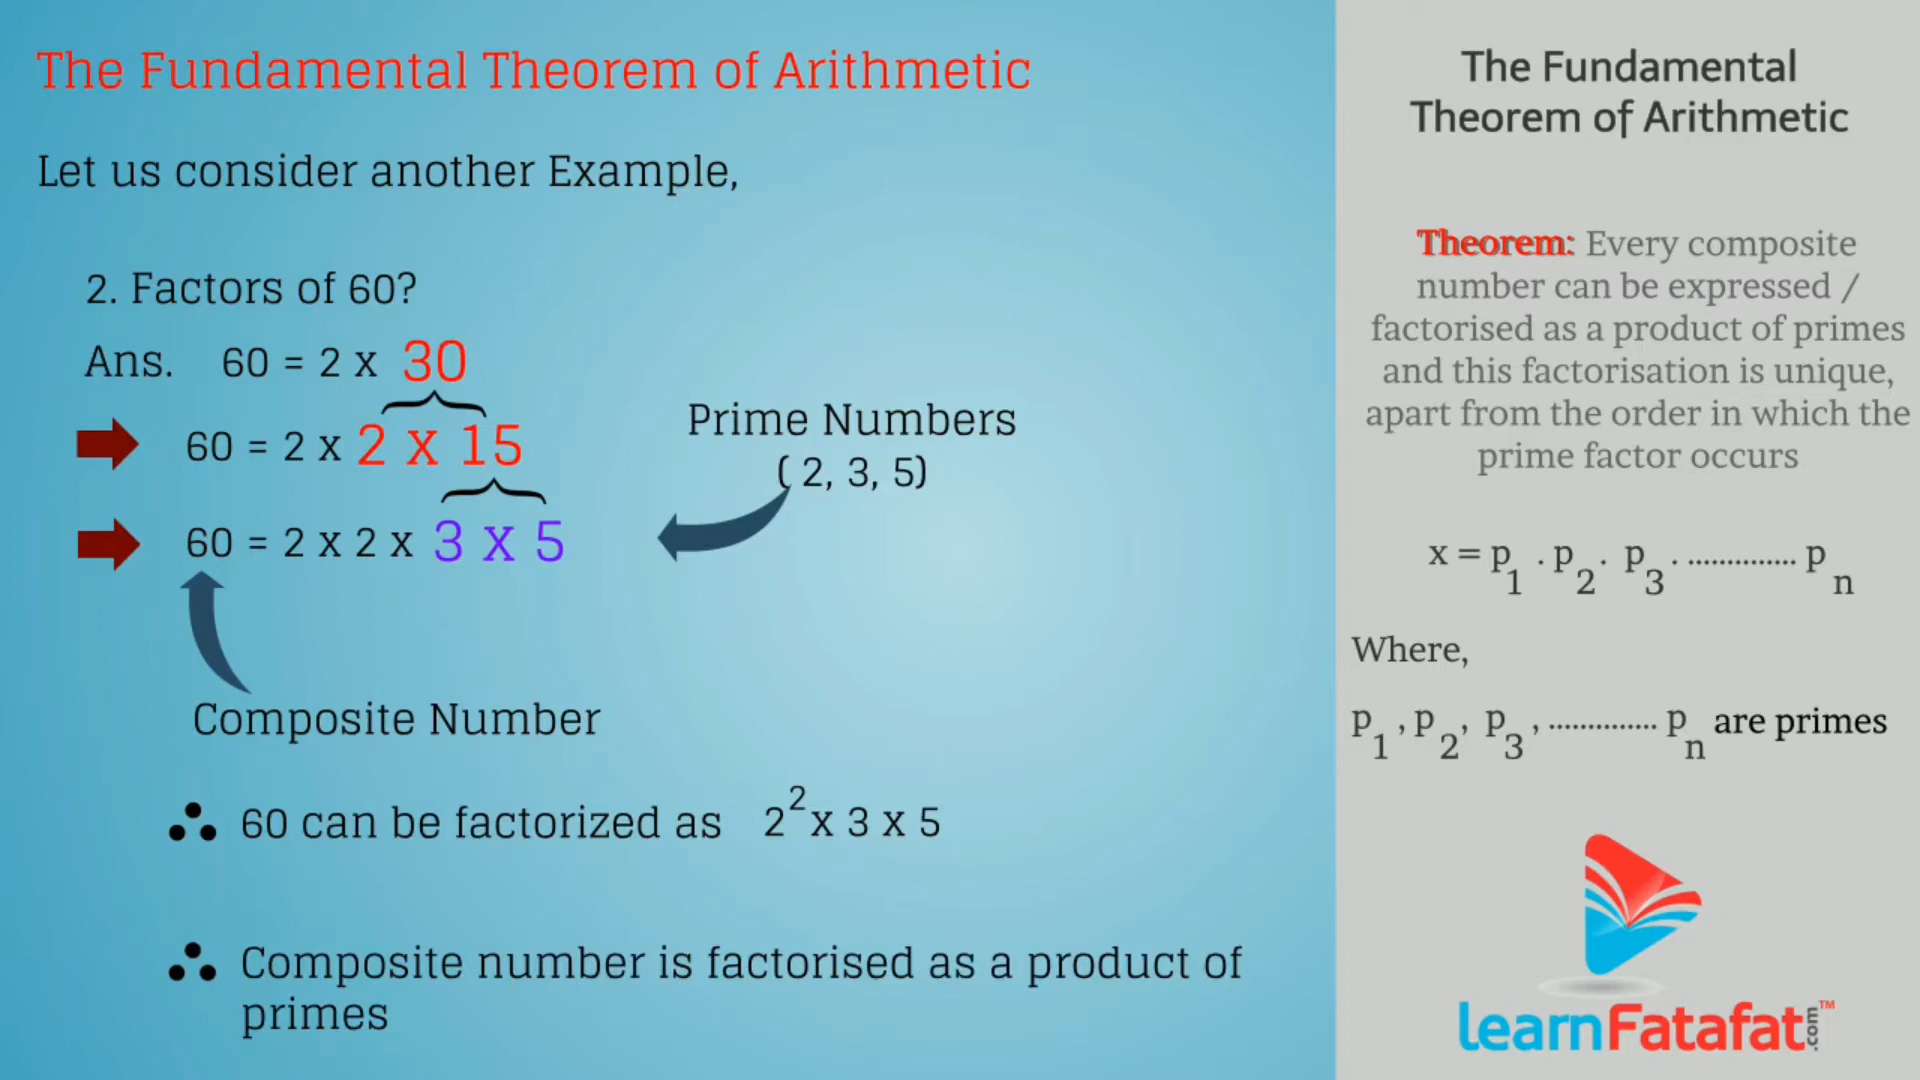 The Fundamental Theorem of Arithmetic
Let us consider another Example,
2. Factors of 60?
Ans. 60 = 2 x 30
60 = 2 x 2 x 15
60 = 2 x 2 x 3 x 5
Prime Numbers
( 2, 3, 5)
Composite Number
∴ 60 can be factorized as 2² x 3 x 5
∴ Composite number is factorised as a product of
primes
The Fundamental
Theorem of Arithmetic
Theorem: Every composite
number can be expressed /
factorised as a product of primes
and this factorisation is unique,
apart from the order in which the
prime factor occurs
x = p₁ . p₂ . p₃ . ............. pₙ
Where,
p₁ , p₂, p₃ , ............. pₙ are primes
learnFatafat.com™